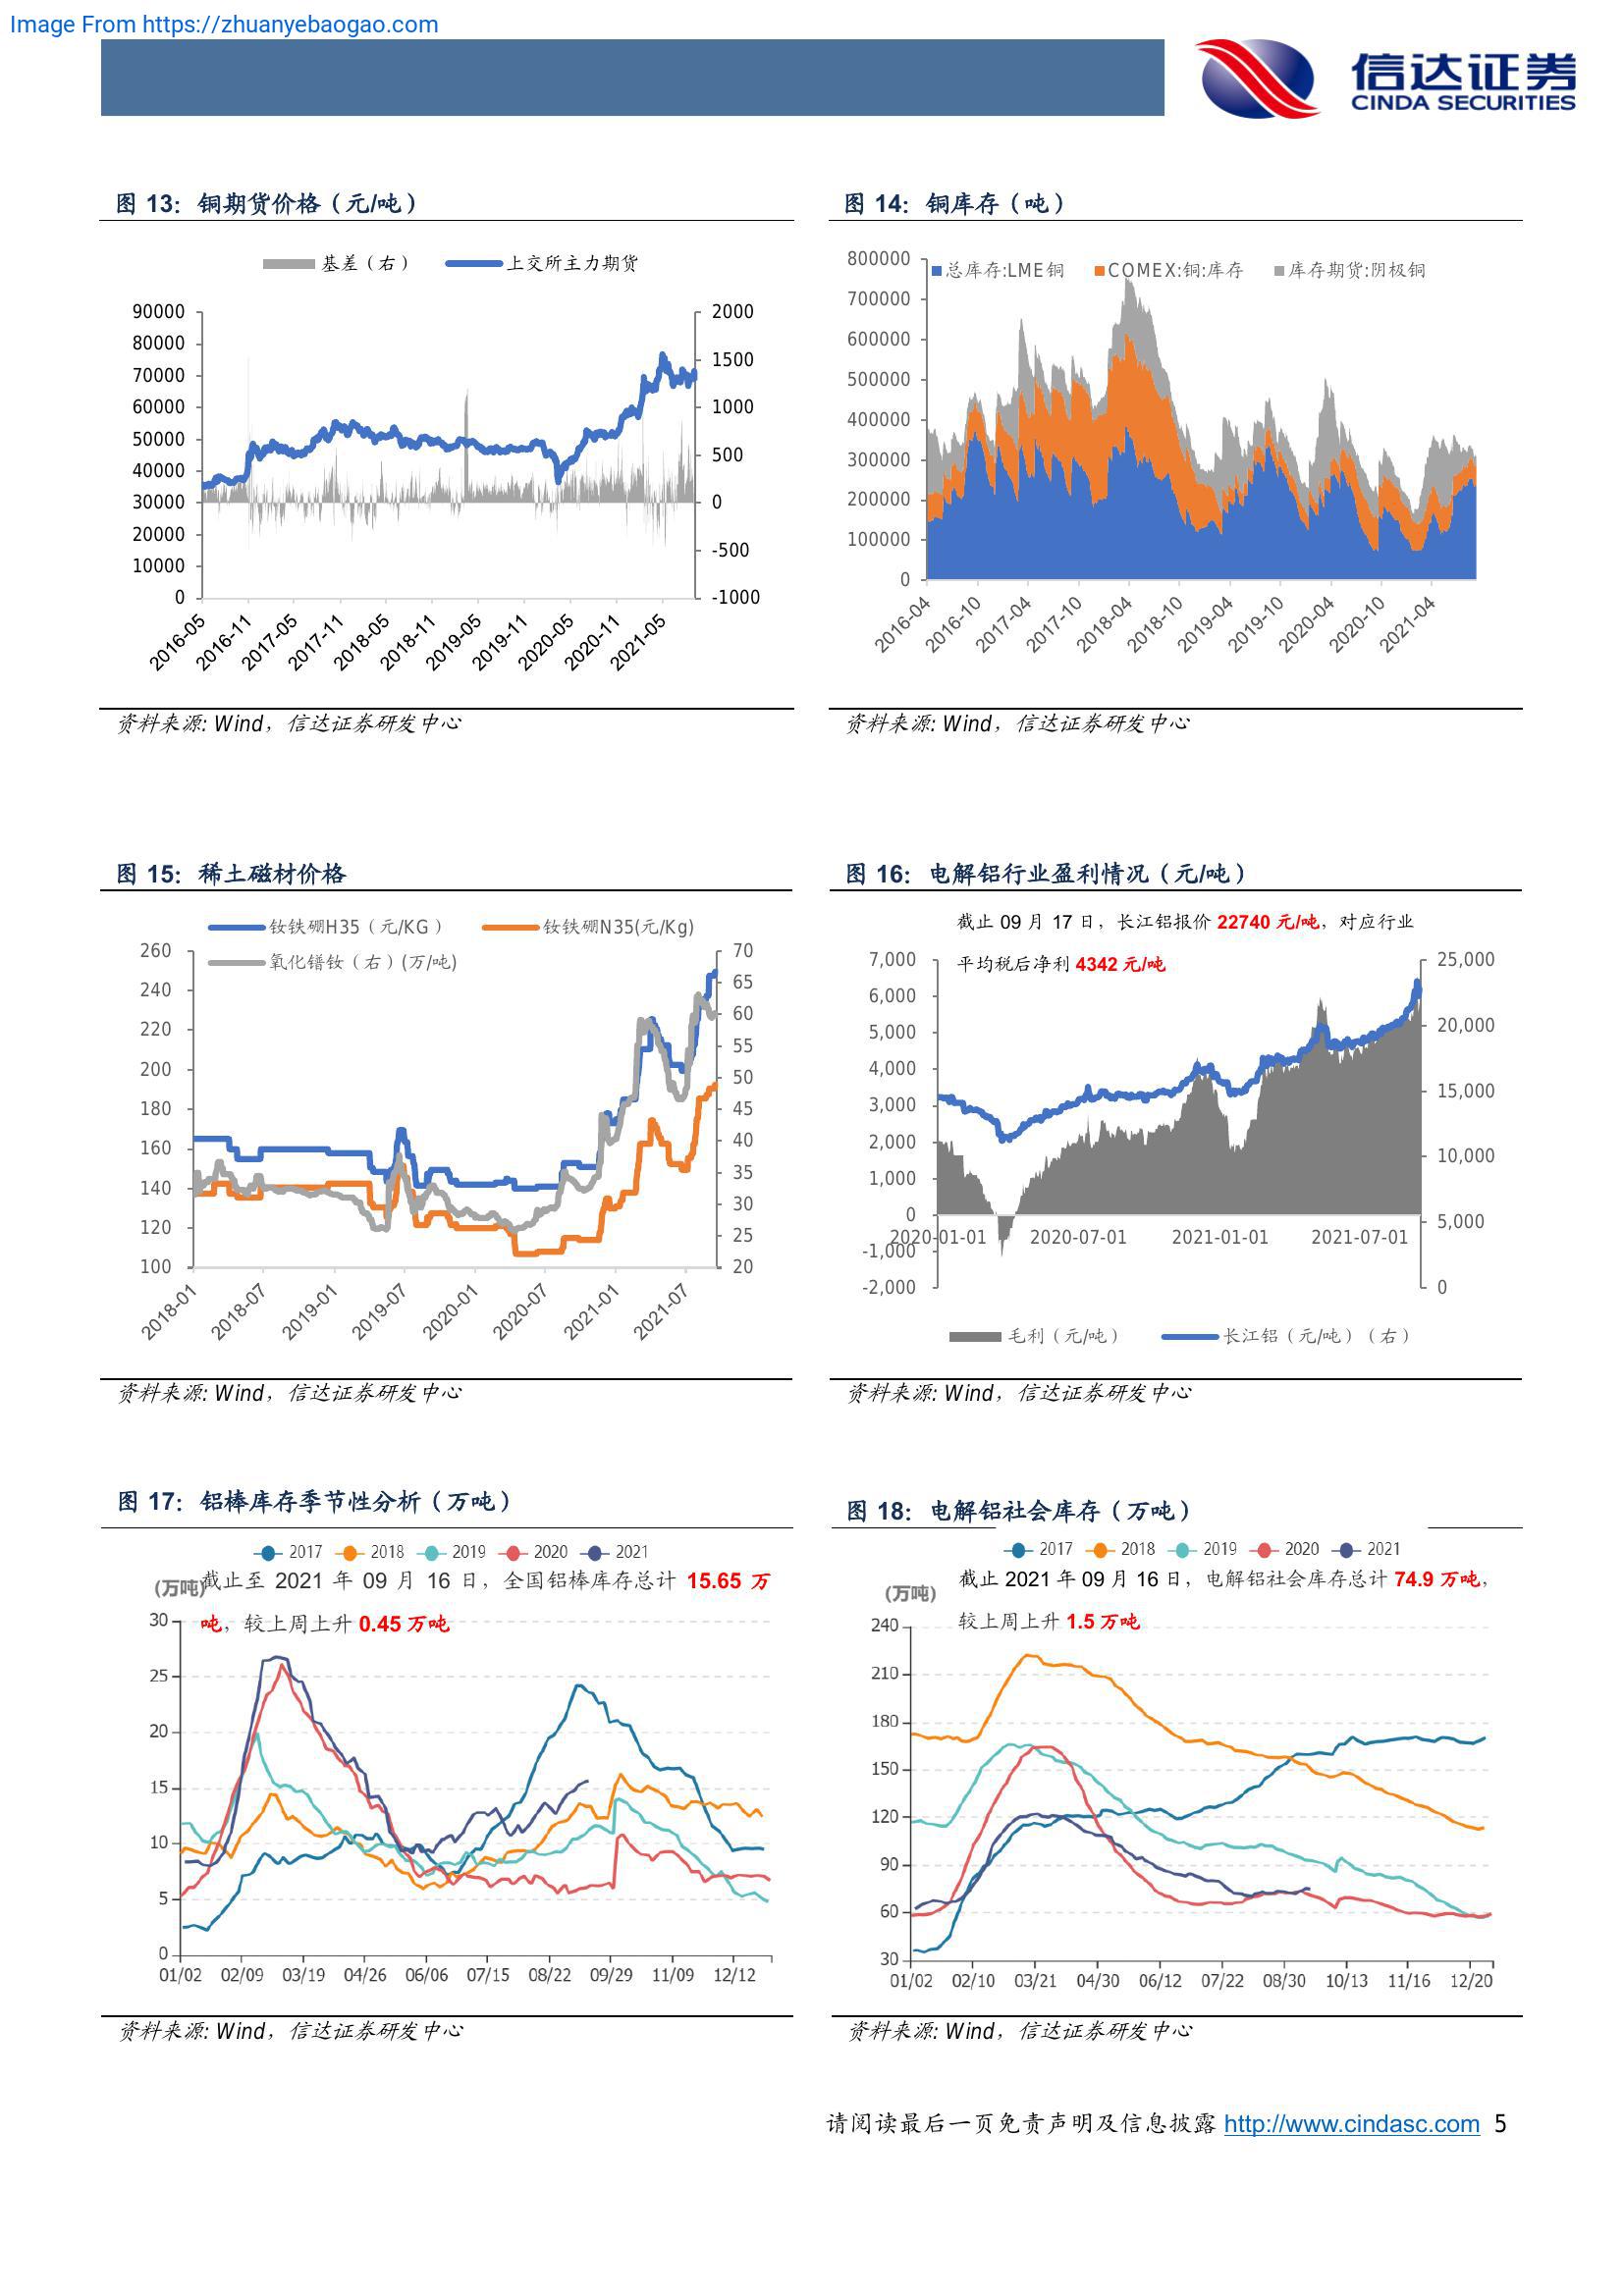 Image From https://zhuanyebaogao.com
信达证券
CINDA SECURITIES
图 13：铜期货价格（元/吨）
基差（右） 上交所主力期货
90000
80000
70000
60000
50000
40000
30000
20000
10000
0
2000
1500
1000
500
0
-500
-1000
2016-05 2016-11 2017-05 2017-11 2018-05 2018-11 2019-05 2019-11 2020-05 2020-11 2021-05
资料来源: Wind，信达证券研发中心
图 14：铜库存（吨）
总库存:LME铜 COMEX:铜:库存 库存期货:阴极铜
800000
700000
600000
500000
400000
300000
200000
100000
0
2016-04 2016-10 2017-04 2017-10 2018-04 2018-10 2019-04 2019-10 2020-04 2020-10 2021-04
资料来源: Wind，信达证券研发中心
图 15：稀土磁材价格
钕铁硼H35（元/KG） 钕铁硼N35(元/Kg)
氧化镨钕（右）(万/吨)
260
240
220
200
180
160
140
120
100
70
65
60
55
50
45
40
35
30
25
20
2018-01 2018-07 2019-01 2019-07 2020-01 2020-07 2021-01 2021-07
资料来源: Wind，信达证券研发中心
图 16：电解铝行业盈利情况（元/吨）
截止 09 月 17 日，长江铝报价 22740 元/吨，对应行业
平均税后净利 4342 元/吨
7,000
6,000
5,000
4,000
3,000
2,000
1,000
0
-1,000
-2,000
25,000
20,000
15,000
10,000
5,000
0
2020-01-01 2020-07-01 2021-01-01 2021-07-01
毛利（元/吨） 长江铝（元/吨）（右）
资料来源: Wind，信达证券研发中心
图 17：铝棒库存季节性分析（万吨）
2017 2018 2019 2020 2021
(万吨)
截止至 2021 年 09 月 16 日，全国铝棒库存总计 15.65 万
吨，较上周上升 0.45 万吨
30
25
20
15
10
5
0
01/02 02/09 03/19 04/26 06/06 07/15 08/22 09/29 11/09 12/12
资料来源: Wind，信达证券研发中心
图 18：电解铝社会库存（万吨）
2017 2018 2019 2020 2021
(万吨)
截止 2021 年 09 月 16 日，电解铝社会库存总计 74.9 万吨，
较上周上升 1.5 万吨
240
210
180
150
120
90
60
30
01/02 02/10 03/21 04/30 06/12 07/22 08/30 10/13 11/16 12/20
资料来源: Wind，信达证券研发中心
请阅读最后一页免责声明及信息披露 http://www.cindasc.com 5